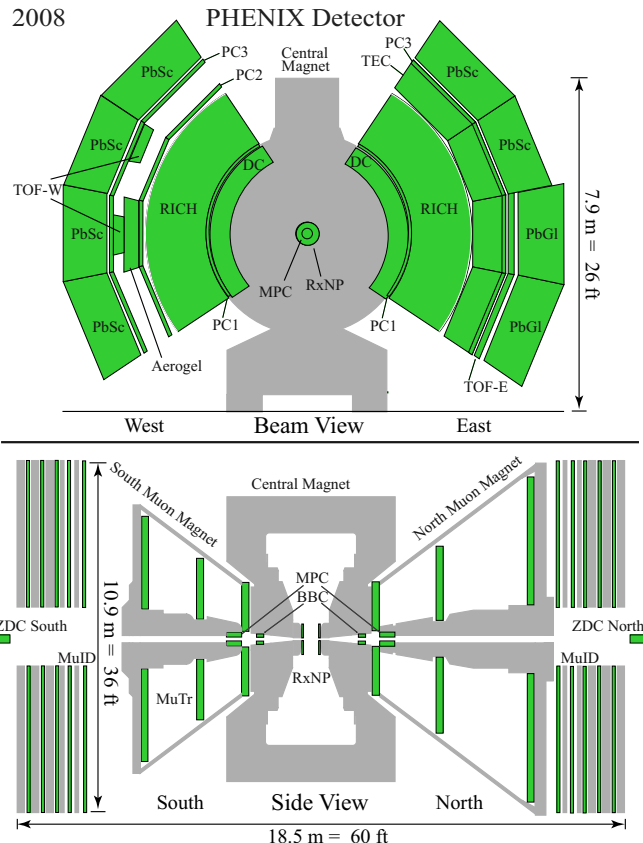 2008
PHENIX Detector
Central
Magnet
PC3
PC2
PC3
TEC
PbSc
PbSc
PbSc
PbSc
PbSc
PbSc
PbGl
PbGl
TOF-W
RICH
DC
DC
RICH
MPC
RxNP
PC1
PC1
Aerogel
TOF-E
7.9 m = 26 ft
West
Beam View
East
South Muon Magnet
Central Magnet
North Muon Magnet
10.9 m = 36 ft
MPC
BBC
ZDC South
ZDC North
MuID
RxNP
MuID
MuTr
South
Side View
North
18.5 m = 60 ft